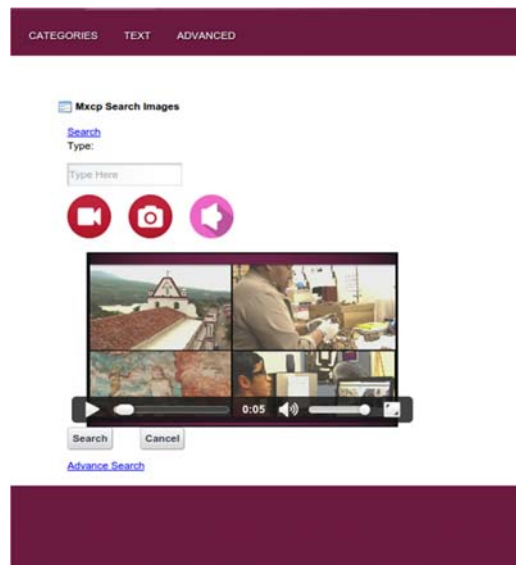 CATEGORIES TEXT ADVANCED
Mxcp Search Images
Search
Type:
Type Here
0:05
Search Cancel
Advance Search